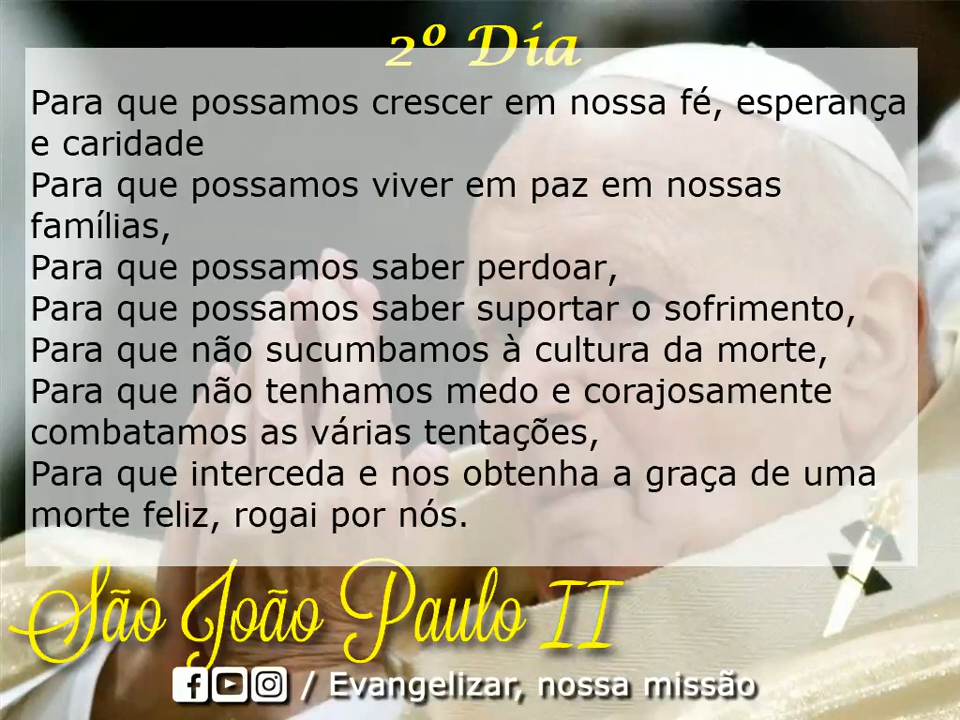 2º Dia
Para que possamos crescer em nossa fé, esperança
e caridade
Para que possamos viver em paz em nossas
famílias,
Para que possamos saber perdoar,
Para que possamos saber suportar o sofrimento,
Para que não sucumbamos à cultura da morte,
Para que não tenhamos medo e corajosamente
combatamos as várias tentações,
Para que interceda e nos obtenha a graça de uma
morte feliz, rogai por nós.
São João Paulo II
/ Evangelizar, nossa missão